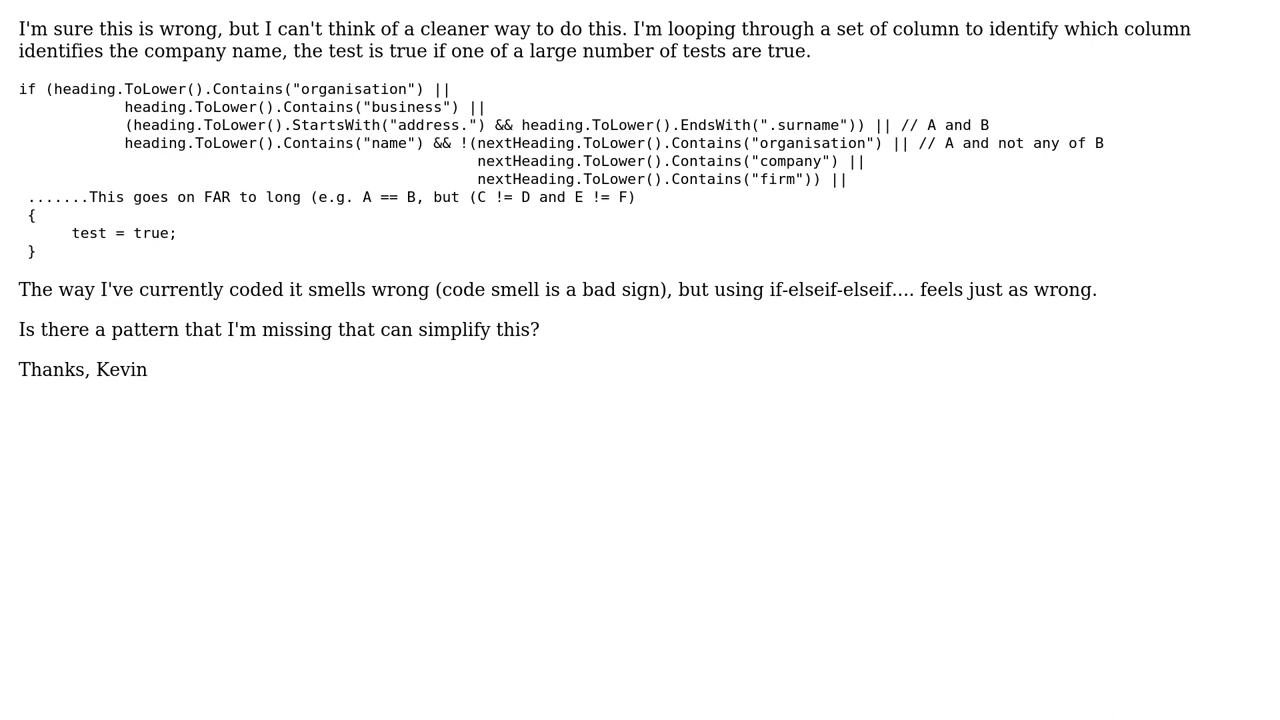 I'm sure this is wrong, but I can't think of a cleaner way to do this. I'm looping through a set of column to identify which column
identifies the company name, the test is true if one of a large number of tests are true.
if (heading.ToLower().Contains("organisation") ||
            heading.ToLower().Contains("business") ||
            (heading.ToLower().StartsWith("address.") && heading.ToLower().EndsWith(".surname")) || // A and B
            heading.ToLower().Contains("name") && !(nextHeading.ToLower().Contains("organisation") || // A and not any of B
                                                    nextHeading.ToLower().Contains("company") ||
                                                    nextHeading.ToLower().Contains("firm")) ||
 .......This goes on FAR to long (e.g. A == B, but (C != D and E != F)
 {
      test = true;
 }
The way I've currently coded it smells wrong (code smell is a bad sign), but using if-elseif-elseif.... feels just as wrong.
Is there a pattern that I'm missing that can simplify this?
Thanks, Kevin